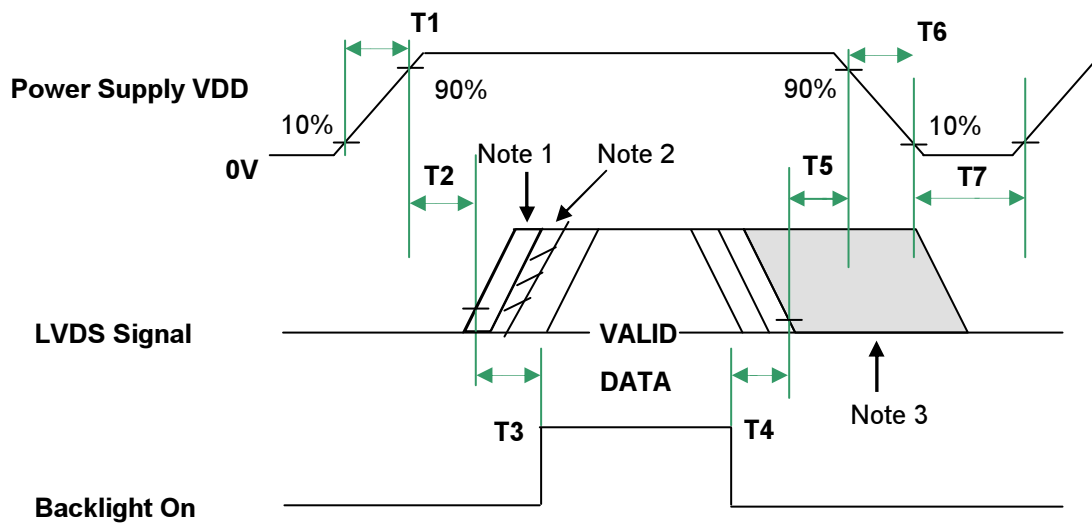 T1
T6
Power Supply VDD
90%
90%
10%
10%
0V
Note 1
Note 2
T2
T5
T7
LVDS Signal
VALID
DATA
Note 3
T3
T4
Backlight On